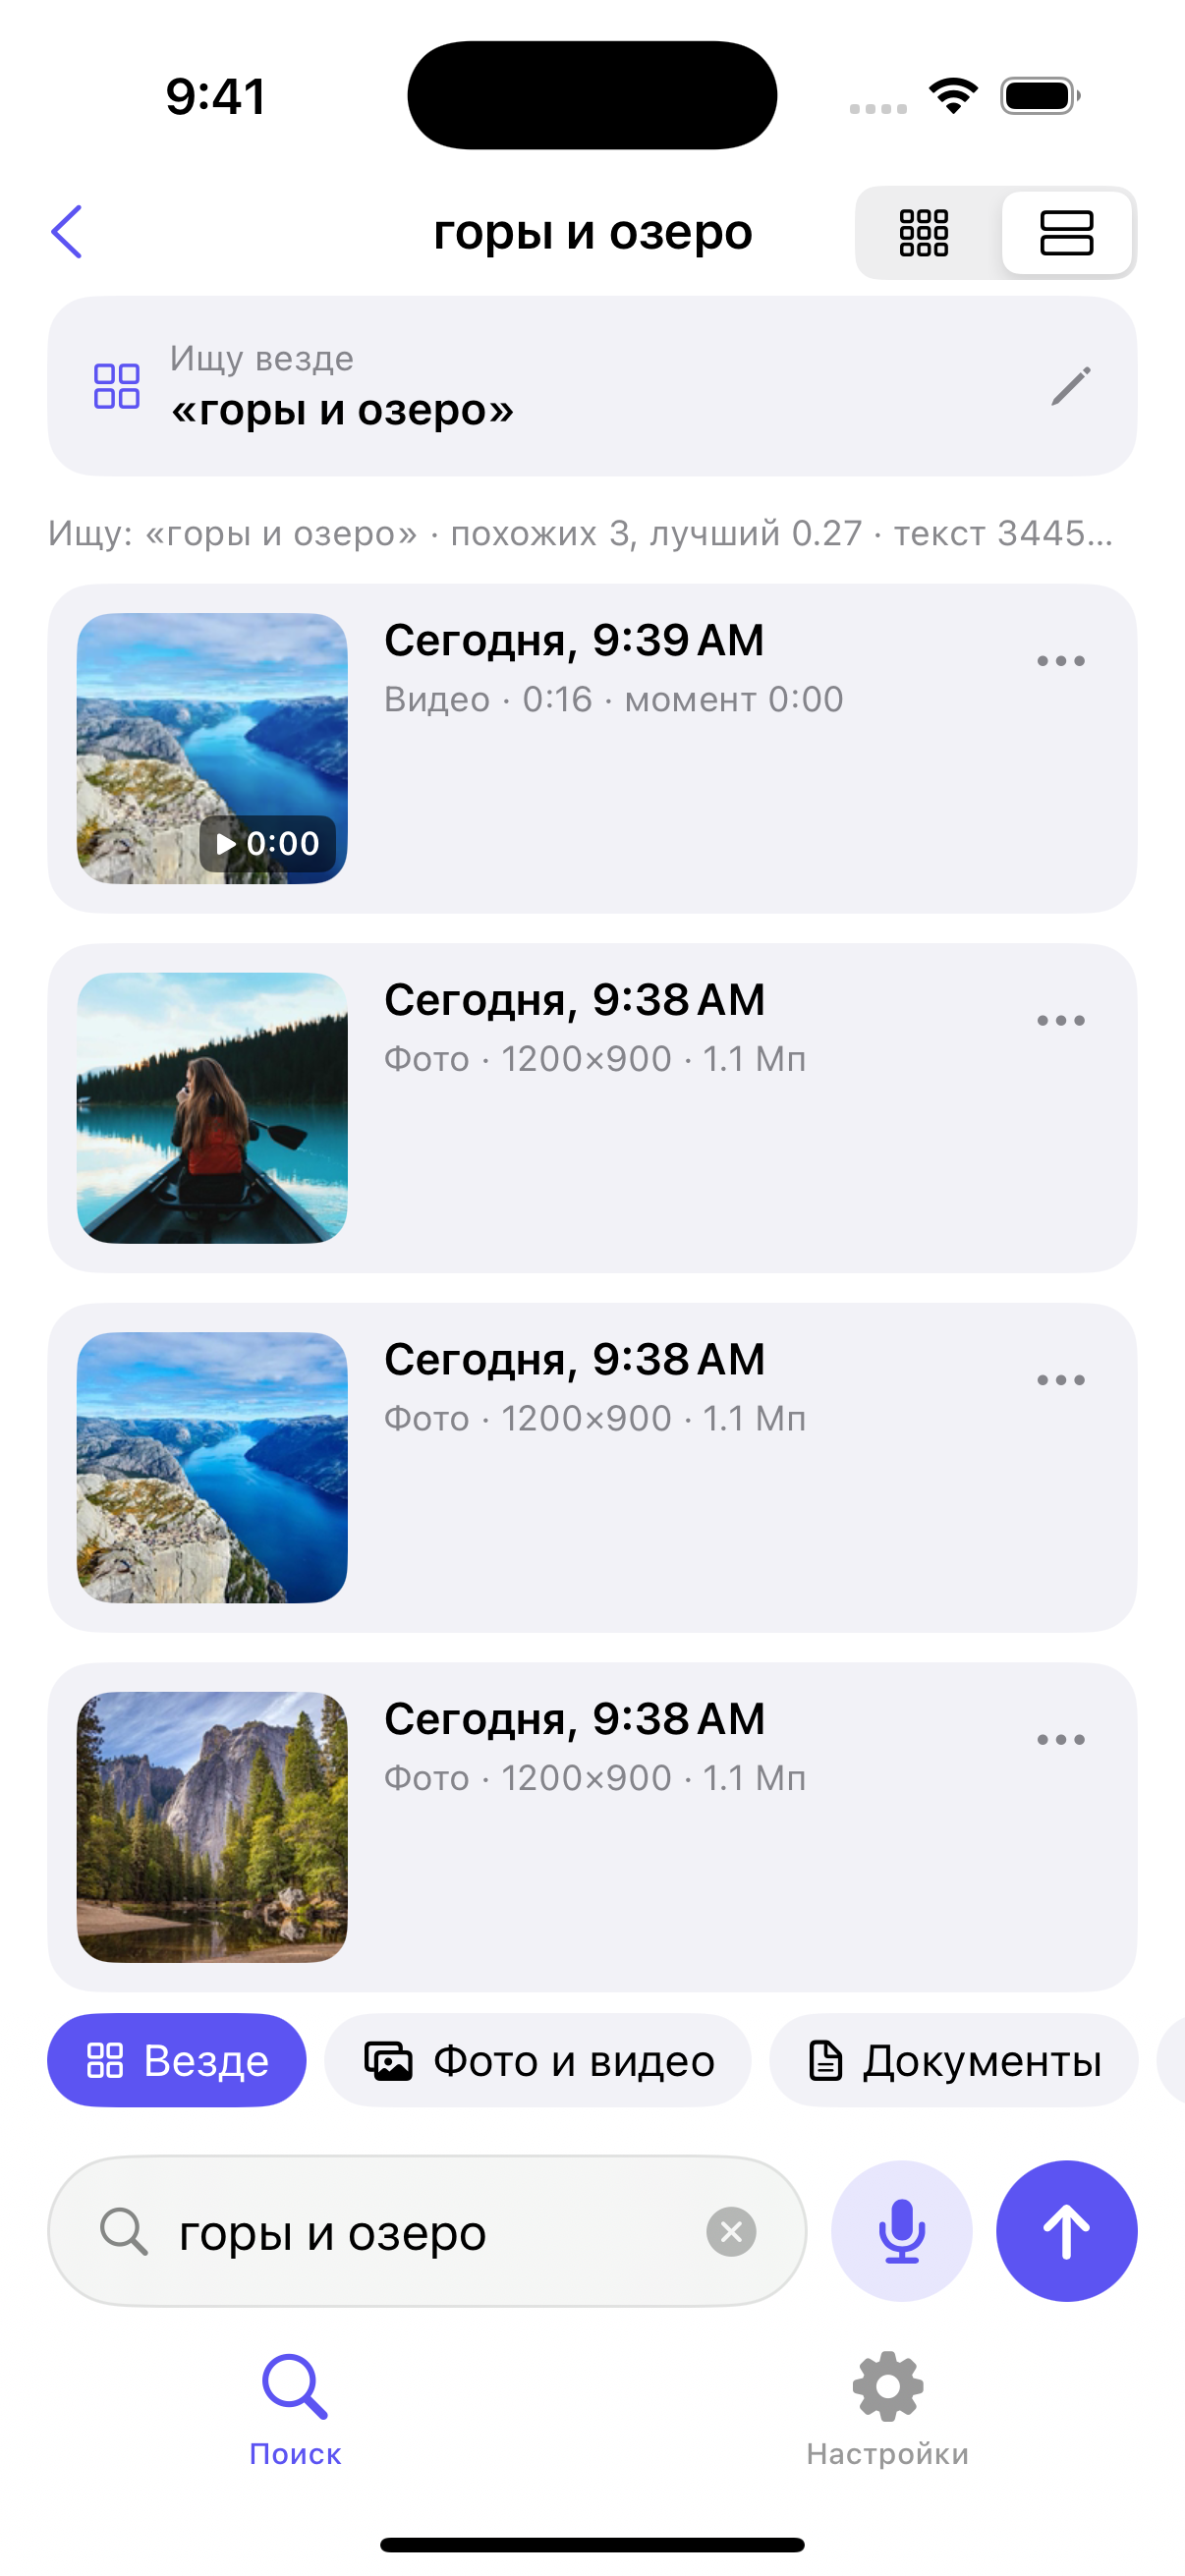 9:41
горы и озеро
Ищу везде
«горы и озеро»
Ищу: «горы и озеро» · похожих 3, лучший 0.27 · текст 3445...
Сегодня, 9:39 AM
Видео · 0:16 · момент 0:00
0:00
Сегодня, 9:38 AM
Фото · 1200×900 · 1.1 Мп
Сегодня, 9:38 AM
Фото · 1200×900 · 1.1 Мп
Сегодня, 9:38 AM
Фото · 1200×900 · 1.1 Мп
Везде Фото и видео Документы
горы и озеро
Поиск Настройки